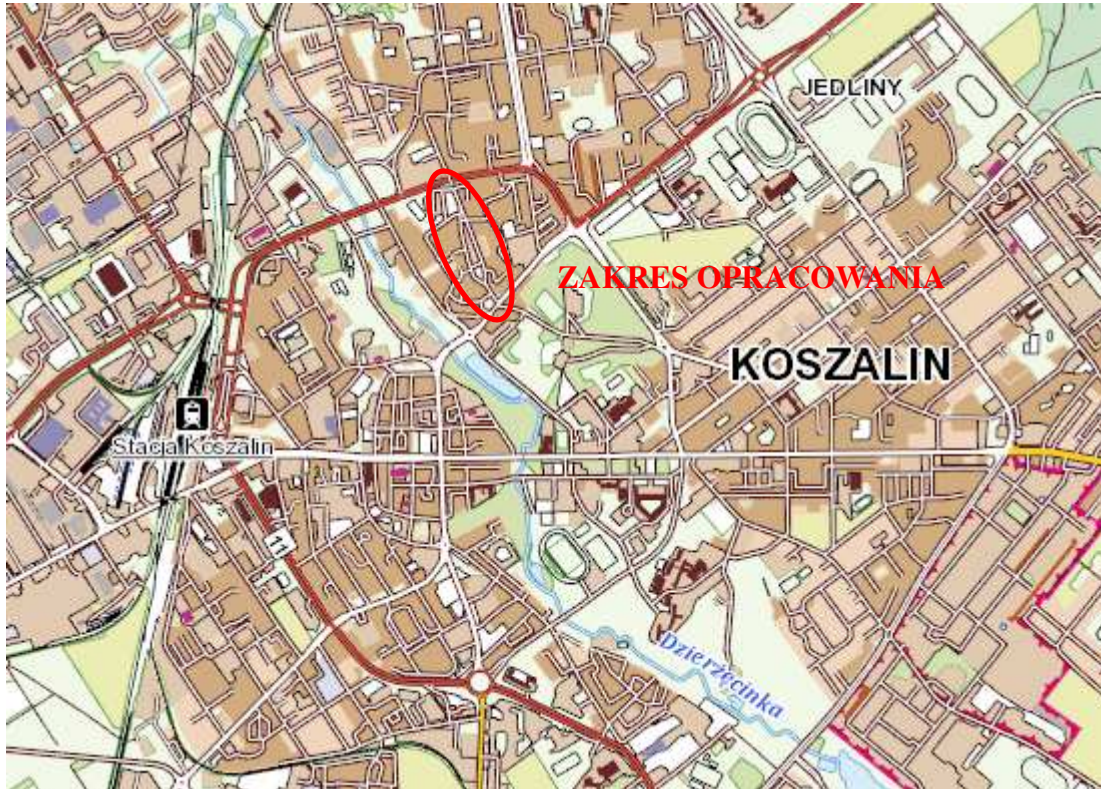 JEDLINY
ZAKRES OPRACOWANIA
KOSZALIN
Stacja Koszalin
11
Dzierżęcinka